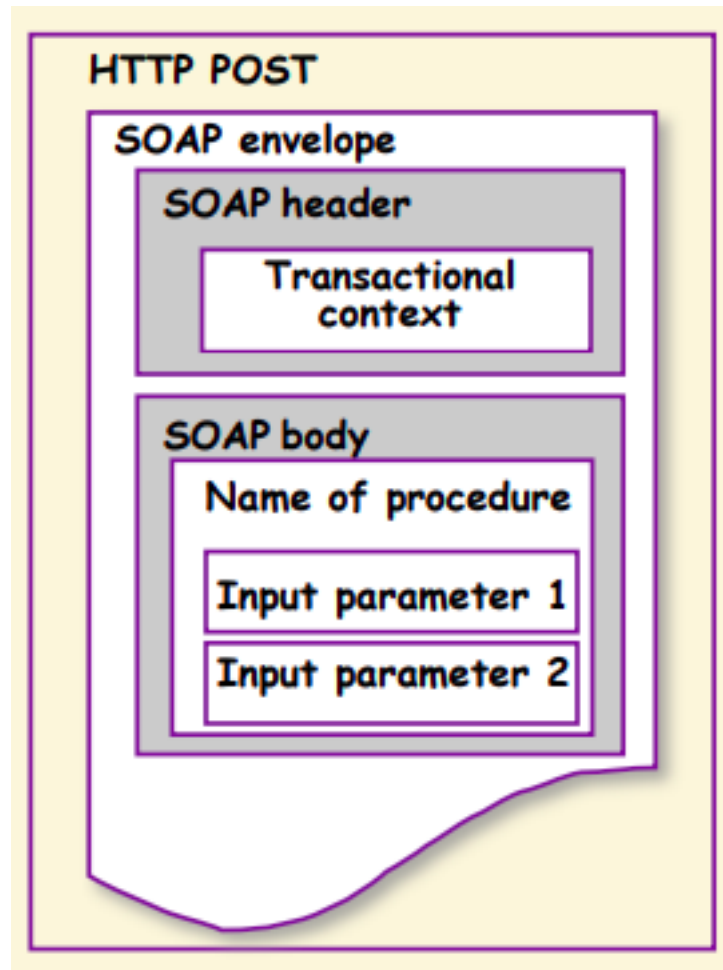 HTTP POST
SOAP envelope
SOAP header
Transactional
context
SOAP body
Name of procedure
Input parameter 1
Input parameter 2